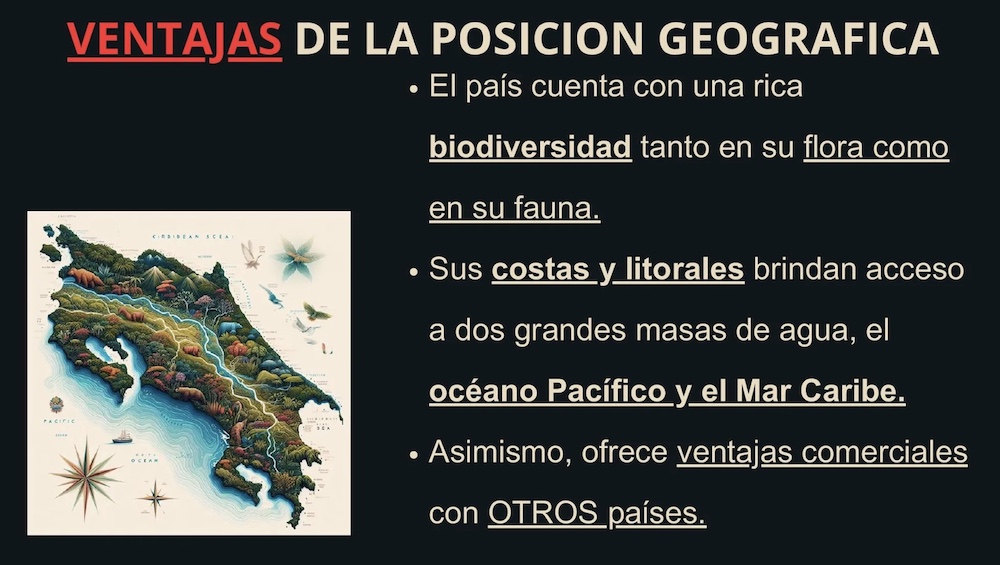 VENTAJAS DE LA POSICION GEOGRAFICA
• El país cuenta con una rica
biodiversidad tanto en su flora como
en su fauna.
• Sus costas y litorales brindan acceso
a dos grandes masas de agua, el
océano Pacífico y el Mar Caribe.
• Asimismo, ofrece ventajas comerciales
con OTROS países.
PACIFIC
OCEAN
SEA